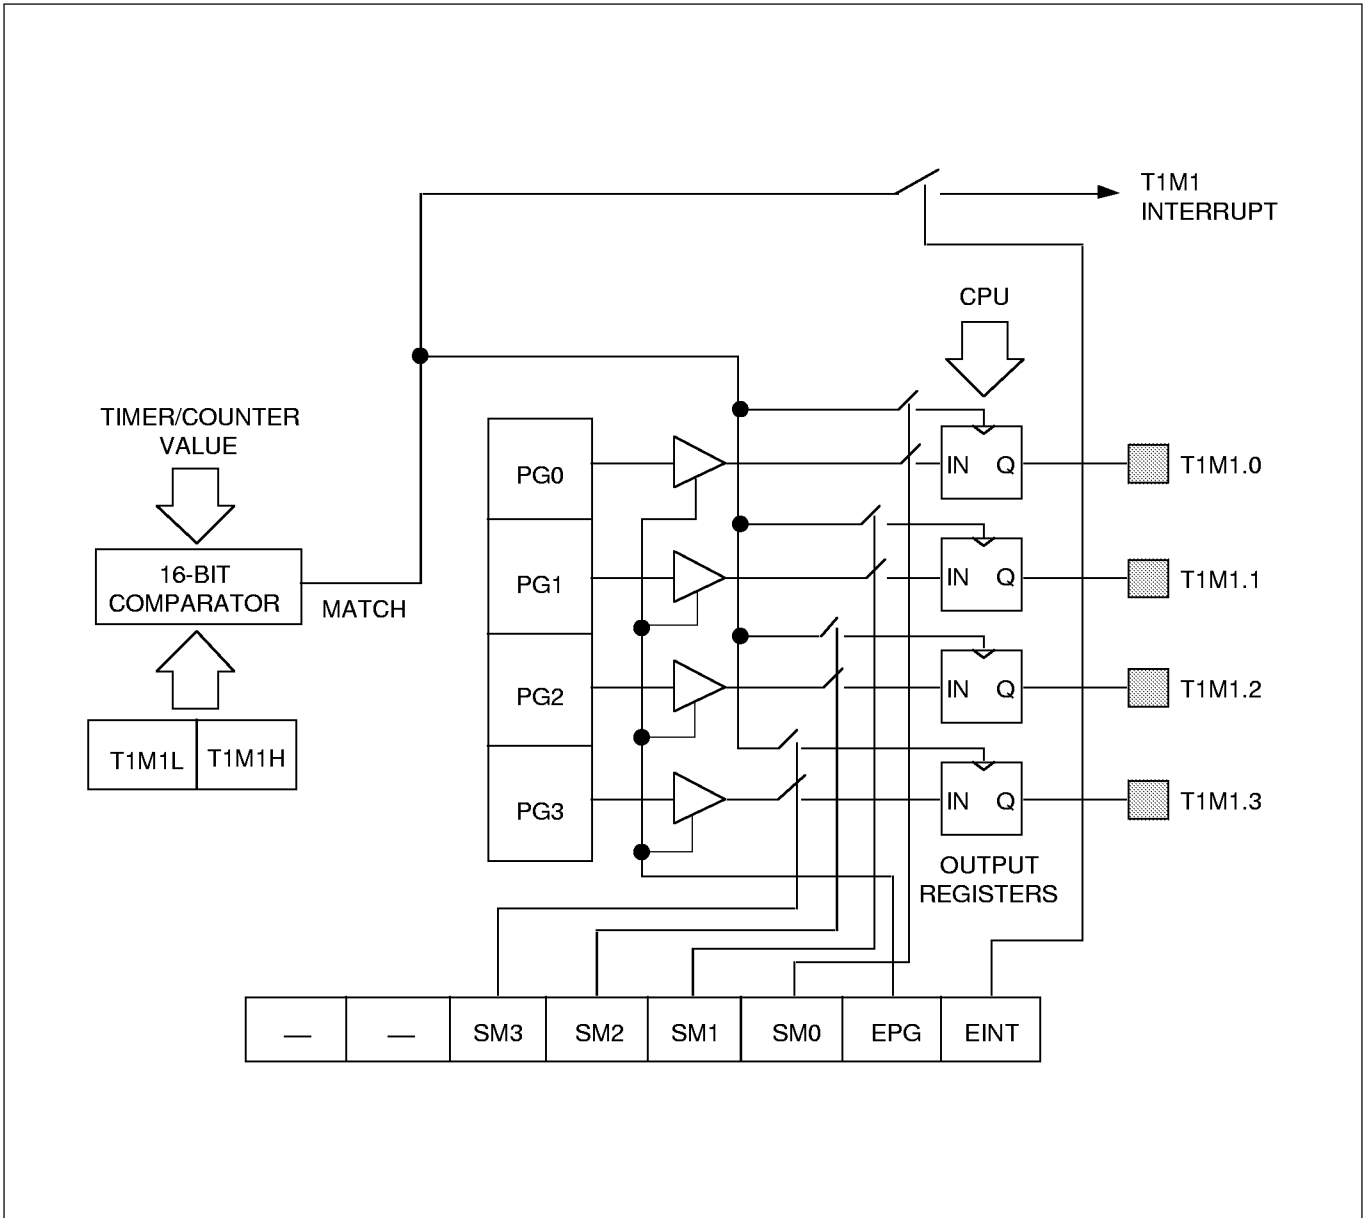 T1M1
INTERRUPT
CPU
TIMER/COUNTER
VALUE
PG0
IN Q
T1M1.0
16-BIT
COMPARATOR
MATCH
PG1
IN Q
T1M1.1
PG2
IN Q
T1M1.2
T1M1L
T1M1H
PG3
IN Q
T1M1.3
OUTPUT
REGISTERS
— — SM3 SM2 SM1 SM0 EPG EINT